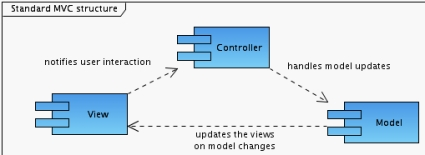 Standard MVC structure
Controller
notifies user interaction
handles model updates
View
Model
updates the views
on model changes